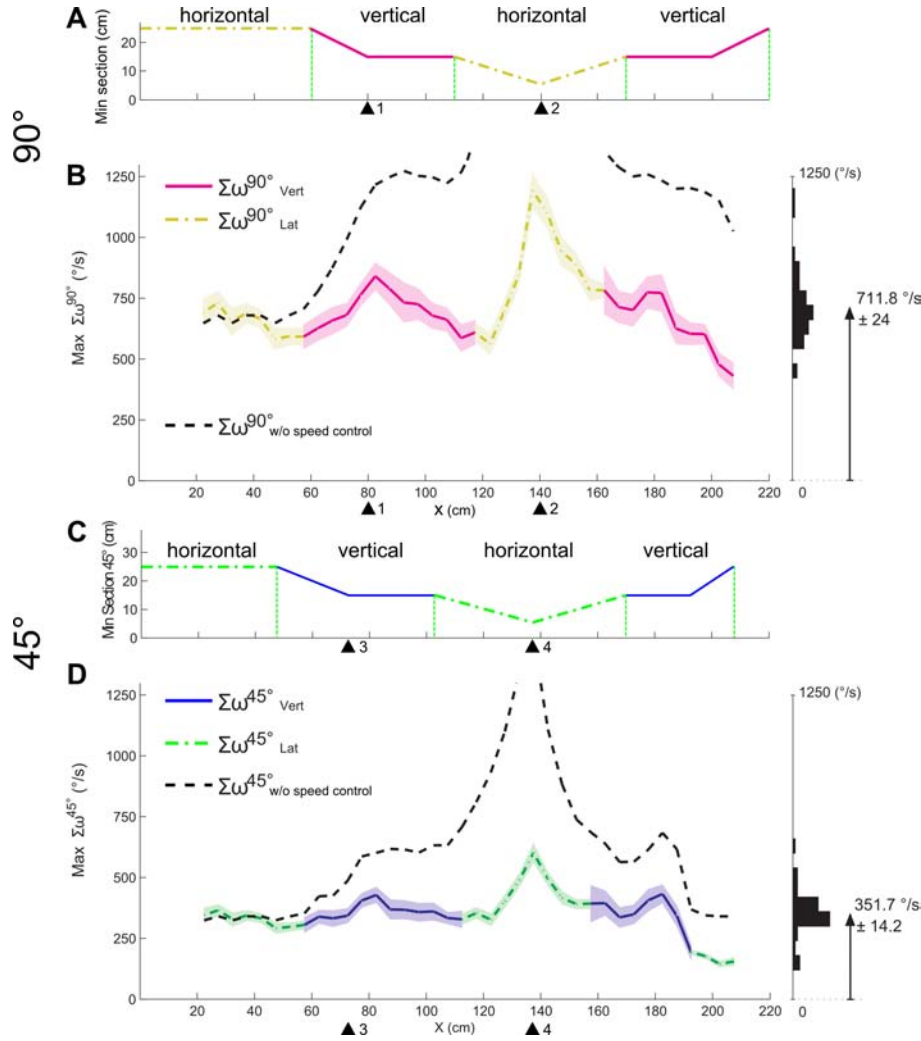 90°
A
horizontal vertical horizontal vertical
Min section (cm)
20
10
0
▲1 ▲2
B
1250
1000
750
500
250
0
Max Σω90° (°/s)
Σω90° Vert
Σω90° Lat
Σω90° w/o speed control
20 40 60 80 100 120 140 160 180 200 220
▲1 X (cm) ▲2
1250 (°/s)
711.8 °/s
± 24
0
45°
C
horizontal vertical horizontal vertical
Min Section 45° (cm)
30
20
10
0
▲3 ▲4
D
1250
1000
750
500
250
0
Max Σω45° (°/s)
Σω45° Vert
Σω45° Lat
Σω45° w/o speed control
20 40 60 80 100 120 140 160 180 200 220
▲3 X (cm) ▲4
1250 (°/s)
351.7 °/s
± 14.2
0